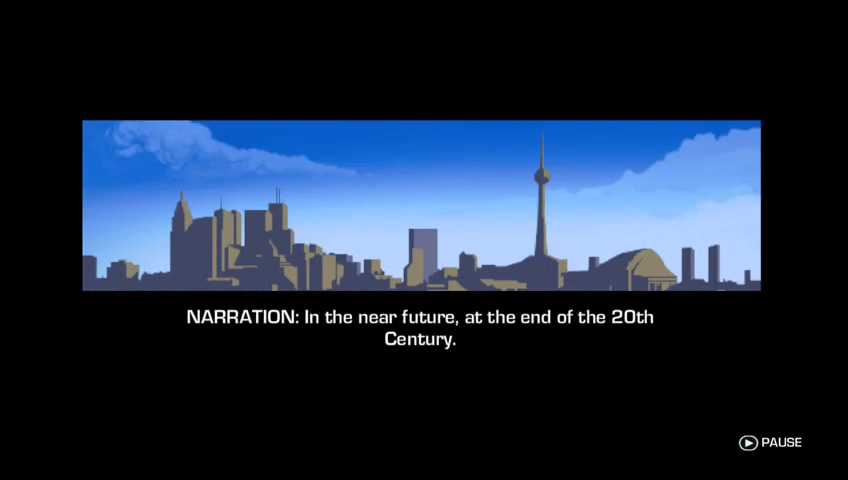 NARRATION: In the near future, at the end of the 20th
Century.
PAUSE